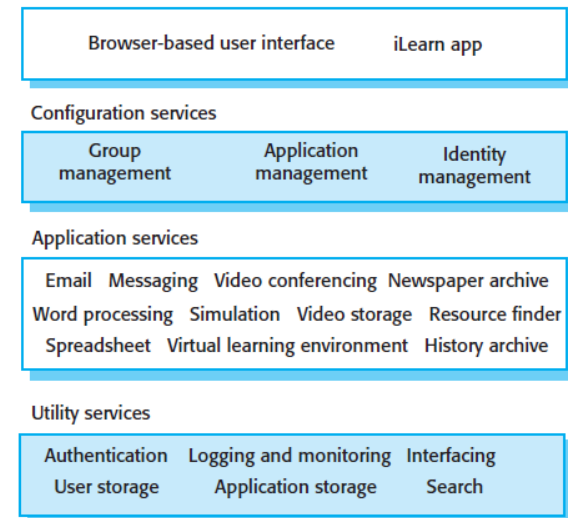 Browser-based user interface iLearn app
Configuration services
Group management Application management Identity management
Application services
Email Messaging Video conferencing Newspaper archive
Word processing Simulation Video storage Resource finder
Spreadsheet Virtual learning environment History archive
Utility services
Authentication Logging and monitoring Interfacing
User storage Application storage Search